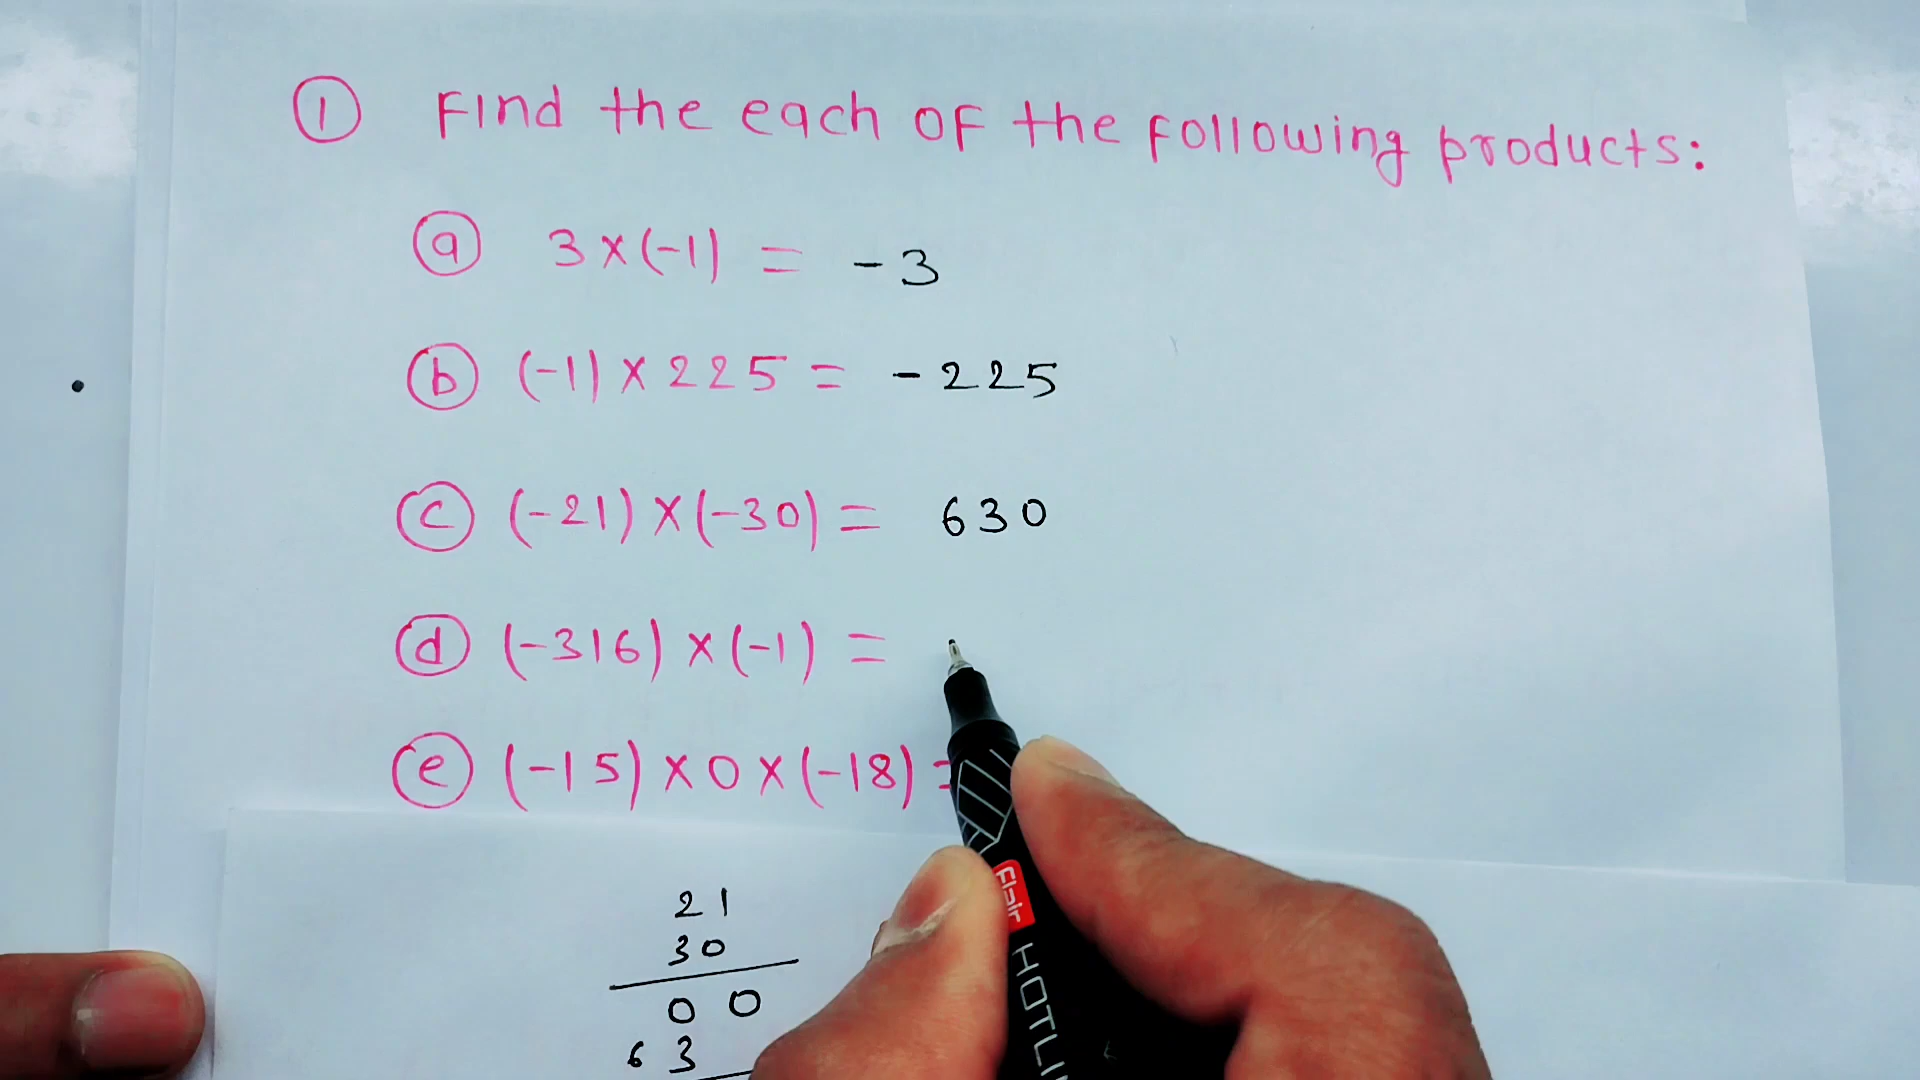 ① Find the each of the following products:
ⓐ 3×(-1) = -3
ⓑ (-1)×225 = -225
ⓒ (-21)×(-30) = 630
ⓓ (-316)×(-1) =
ⓔ (-15)×0×(-18) =
21
30
00
63
Flair
HOTLI